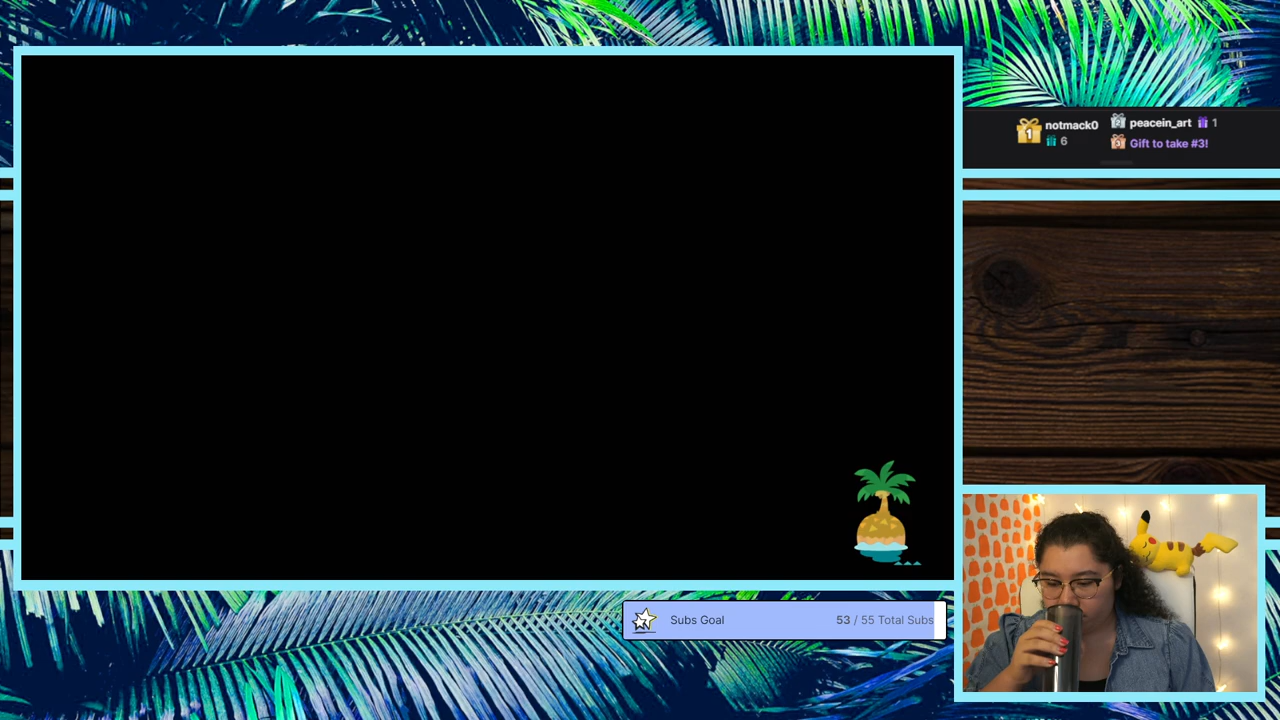 notmack0
6
peacein_art 1
Gift to take #3!
Subs Goal 53 / 55 Total Subs